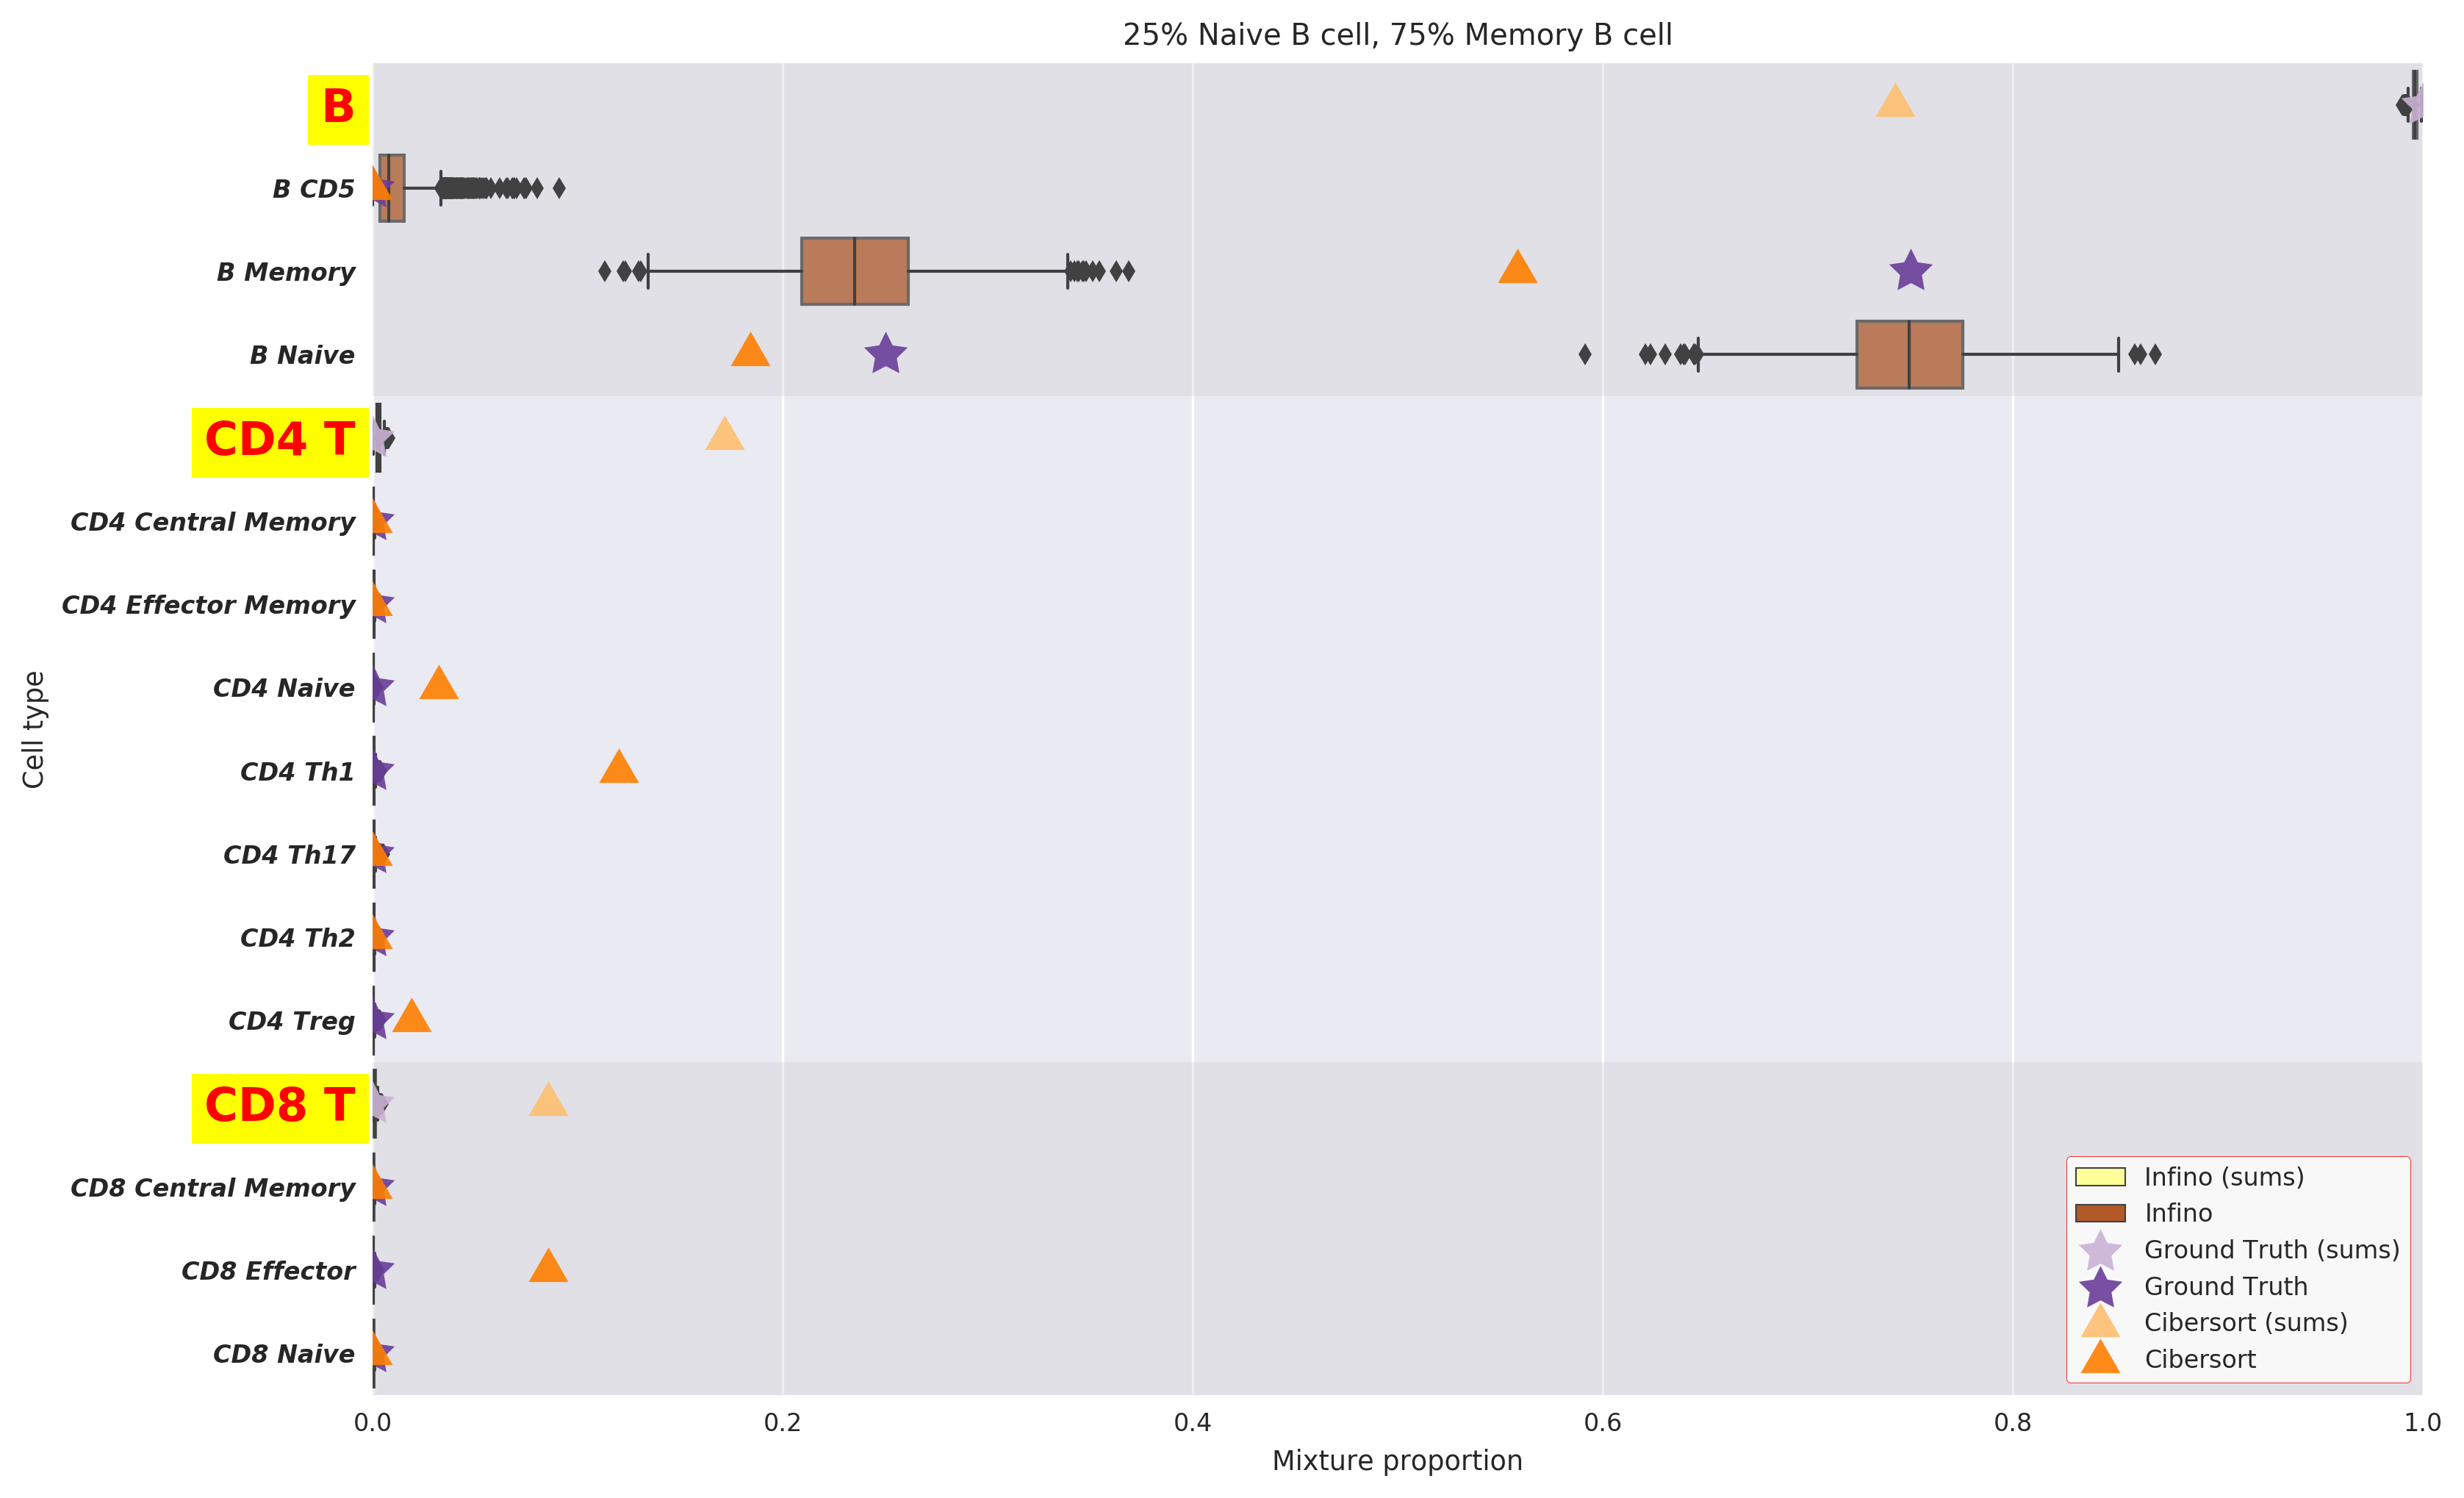 25% Naive B cell, 75% Memory B cell
B
B CD5
B Memory
B Naive
CD4 T
CD4 Central Memory
CD4 Effector Memory
CD4 Naive
CD4 Th1
CD4 Th17
CD4 Th2
CD4 Treg
CD8 T
CD8 Central Memory
CD8 Effector
CD8 Naive
Cell type
Infino (sums)
Infino
Ground Truth (sums)
Ground Truth
Cibersort (sums)
Cibersort
0.0 0.2 0.4 0.6 0.8 1.0
Mixture proportion